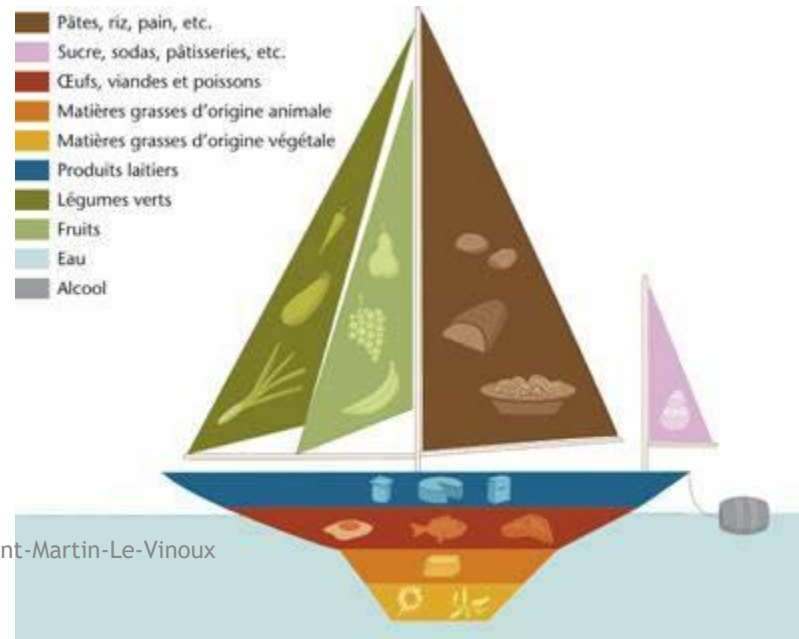 Pâtes, riz, pain, etc.
Sucre, sodas, pâtisseries, etc.
Œufs, viandes et poissons
Matières grasses d'origine animale
Matières grasses d'origine végétale
Produits laitiers
Légumes verts
Fruits
Eau
Alcool
nt-Martin-Le-Vinoux